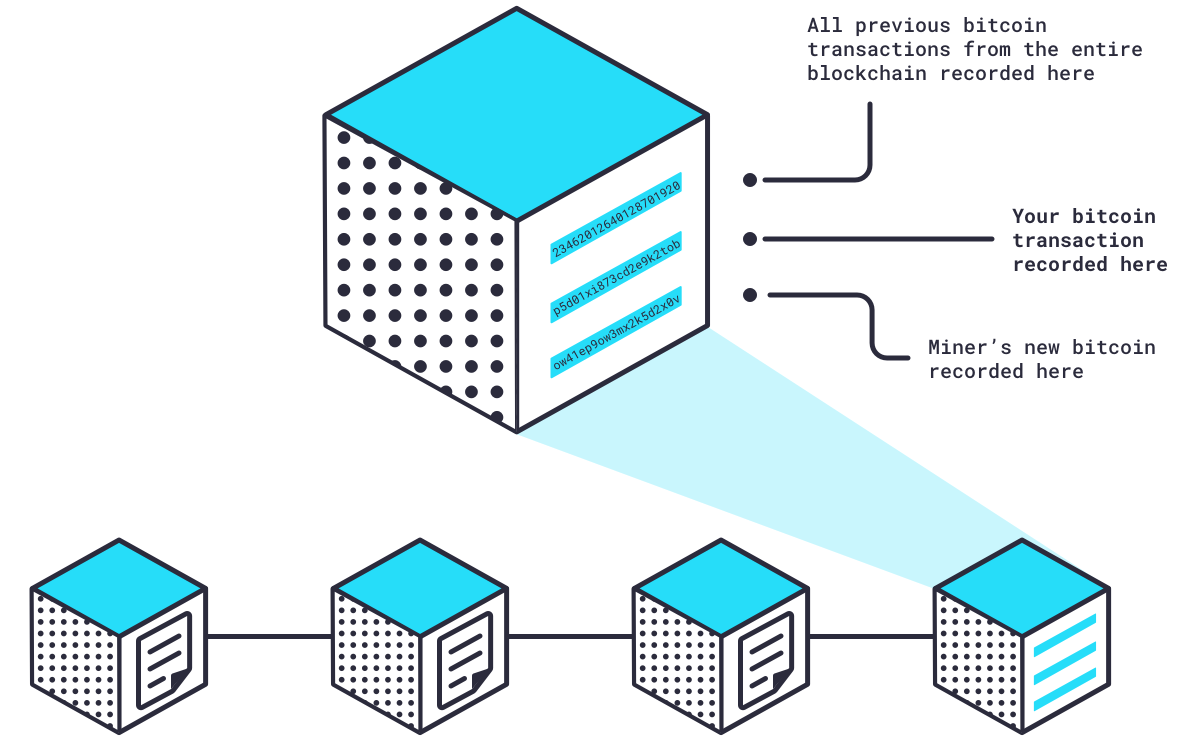 All previous bitcoin
transactions from the entire
blockchain recorded here
23462012640128701920
p5d01xi873cd2e9k2tob
ow41ep9ow3mx2k5d2x0v
Your bitcoin
transaction
recorded here
Miner’s new bitcoin
recorded here